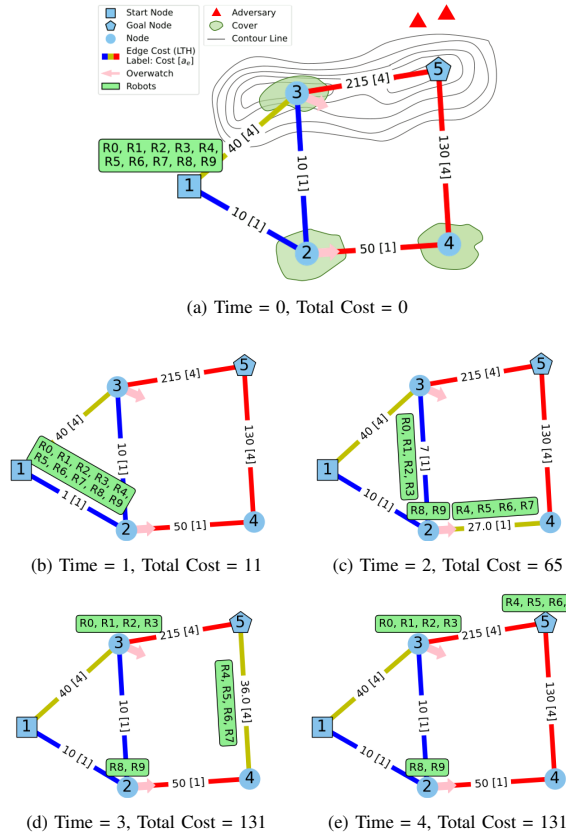 Start Node
Goal Node
Node
Edge Cost (LTH)
Label: Cost [a_e]
Overwatch
Robots
Adversary
Cover
Contour Line
5
215 [4]
3
R0, R1, R2, R3, R4,
R5, R6, R7, R8, R9
40 [4]
1
10 [1]
130 [4]
10 [1]
2
50 [1]
4
(a) Time = 0, Total Cost = 0
5
215 [4]
3
40 [4]
10 [1]
130 [4]
R0, R1, R2, R3, R4,
R5, R6, R7, R8, R9
1
1 [1]
2
50 [1]
4
(b) Time = 1, Total Cost = 11
5
215 [4]
3
40 [4]
R0, R1, R2, R3
7 [1]
130 [4]
1
10 [1]
R8, R9
R4, R5, R6, R7
2
27.0 [1]
4
(c) Time = 2, Total Cost = 65
R0, R1, R2, R3
5
215 [4]
3
40 [4]
10 [1]
R4, R5, R6, R7
36.0 [4]
1
10 [1]
R8, R9
2
50 [1]
4
(d) Time = 3, Total Cost = 131
R4, R5, R6,
R0, R1, R2, R3
5
215 [4]
3
40 [4]
10 [1]
130 [4]
1
10 [1]
R8, R9
2
50 [1]
4
(e) Time = 4, Total Cost = 131